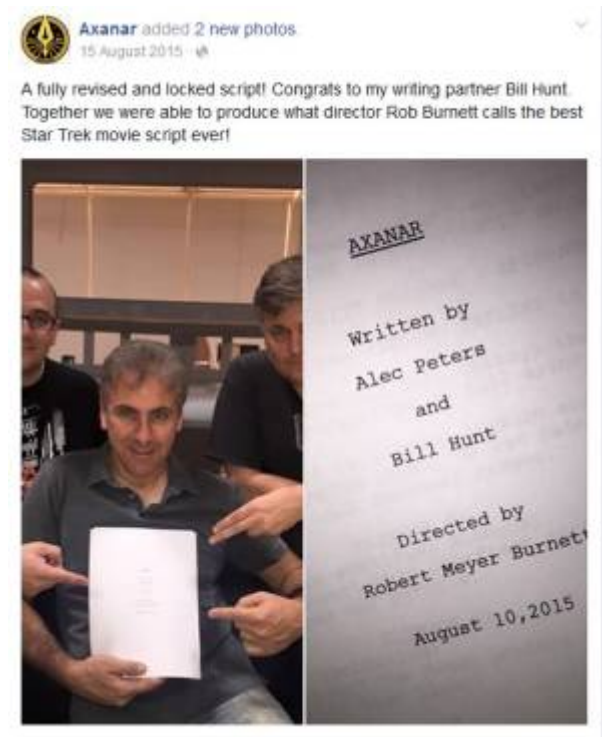 Axanar added 2 new photos
15 August 2015
A fully revised and locked script! Congrats to my writing partner Bill Hunt.
Together we were able to produce what director Rob Burnett calls the best
Star Trek movie script ever!
AXANAR
Written by
Alec Peters
and
Bill Hunt
Directed by
Robert Meyer Burnett
August 10,2015